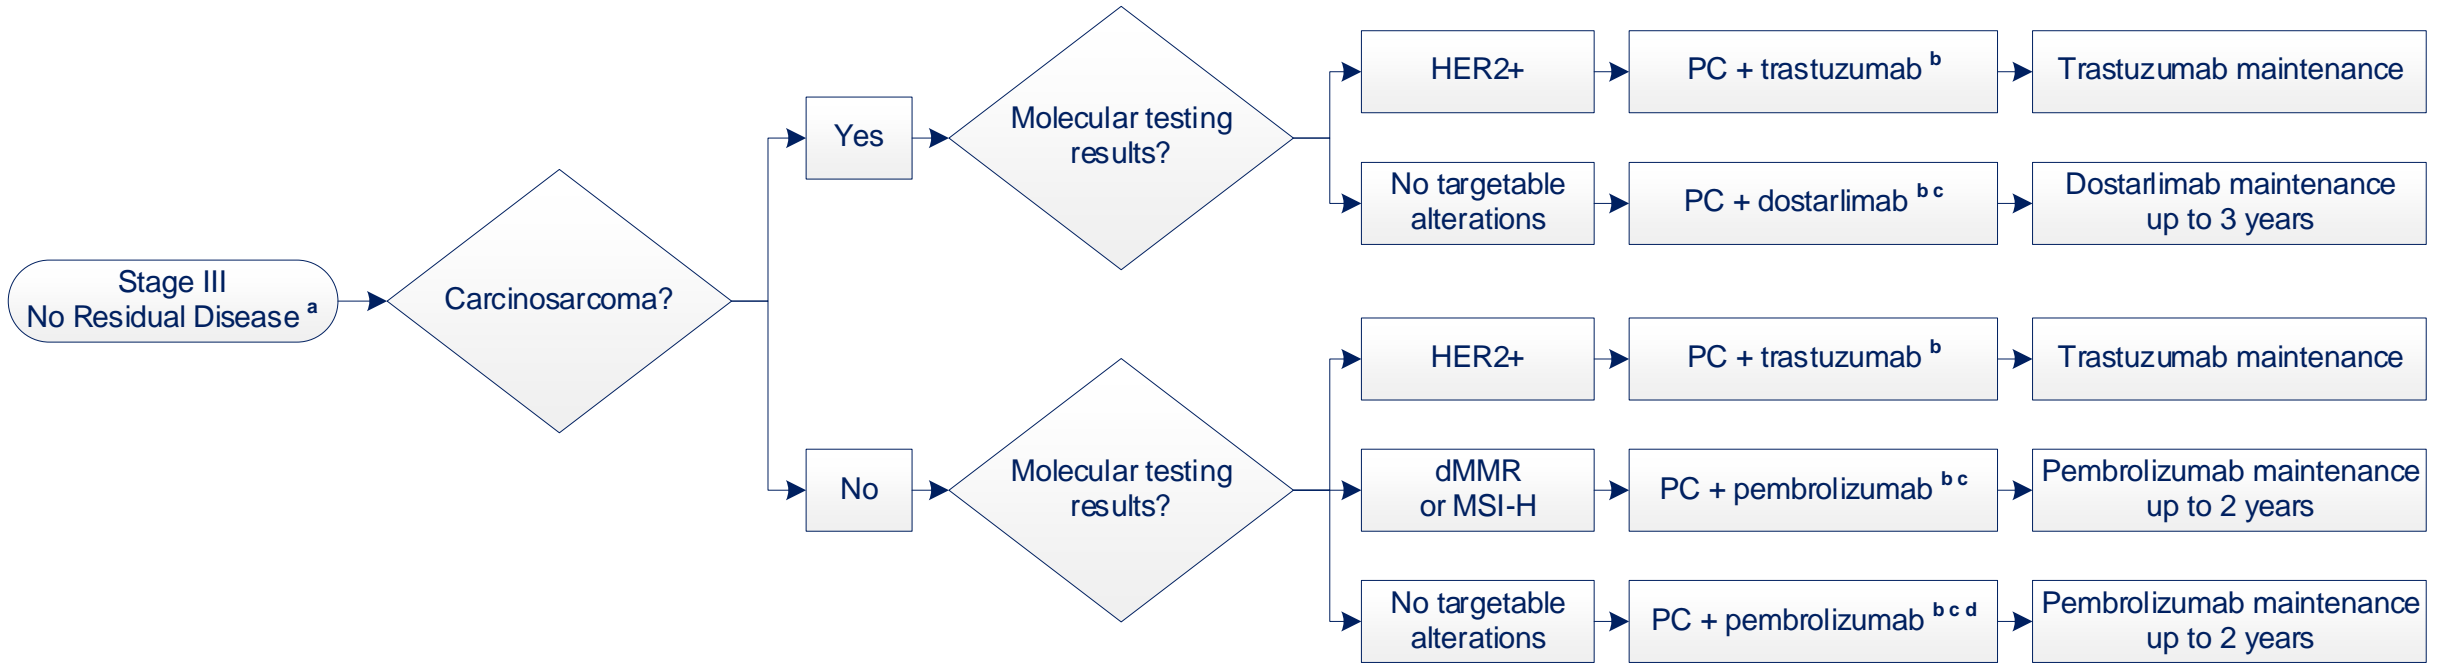 Stage III
No Residual Disease a
Carcinosarcoma?
Yes
Molecular testing
results?
HER2+
PC + trastuzumab b
Trastuzumab maintenance
No targetable
alterations
PC + dostarlimab b c
Dostarlimab maintenance
up to 3 years
No
Molecular testing
results?
HER2+
PC + trastuzumab b
Trastuzumab maintenance
dMMR
or MSI-H
PC + pembrolizumab b c
Pembrolizumab maintenance
up to 2 years
No targetable
alterations
PC + pembrolizumab b c d
Pembrolizumab maintenance
up to 2 years